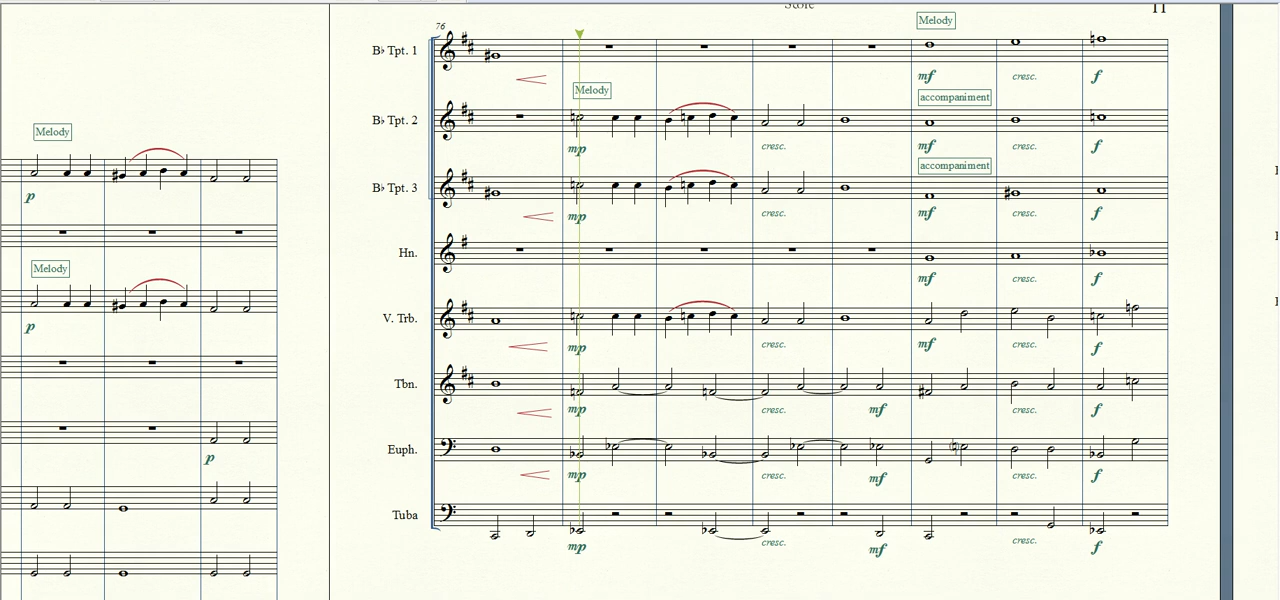 Score
11
76
Melody
B♭ Tpt. 1
mf
cresc.
f
Melody
accompaniment
B♭ Tpt. 2
mp
cresc.
mf
cresc.
f
accompaniment
B♭ Tpt. 3
mp
cresc.
mf
cresc.
f
Hn.
mf
cresc.
f
V. Trb.
mp
cresc.
mf
cresc.
f
Tbn.
mp
cresc.
mf
cresc.
f
Euph.
mp
cresc.
mf
cresc.
f
Tuba
mp
cresc.
mf
cresc.
f
Melody
p
Melody
p
p